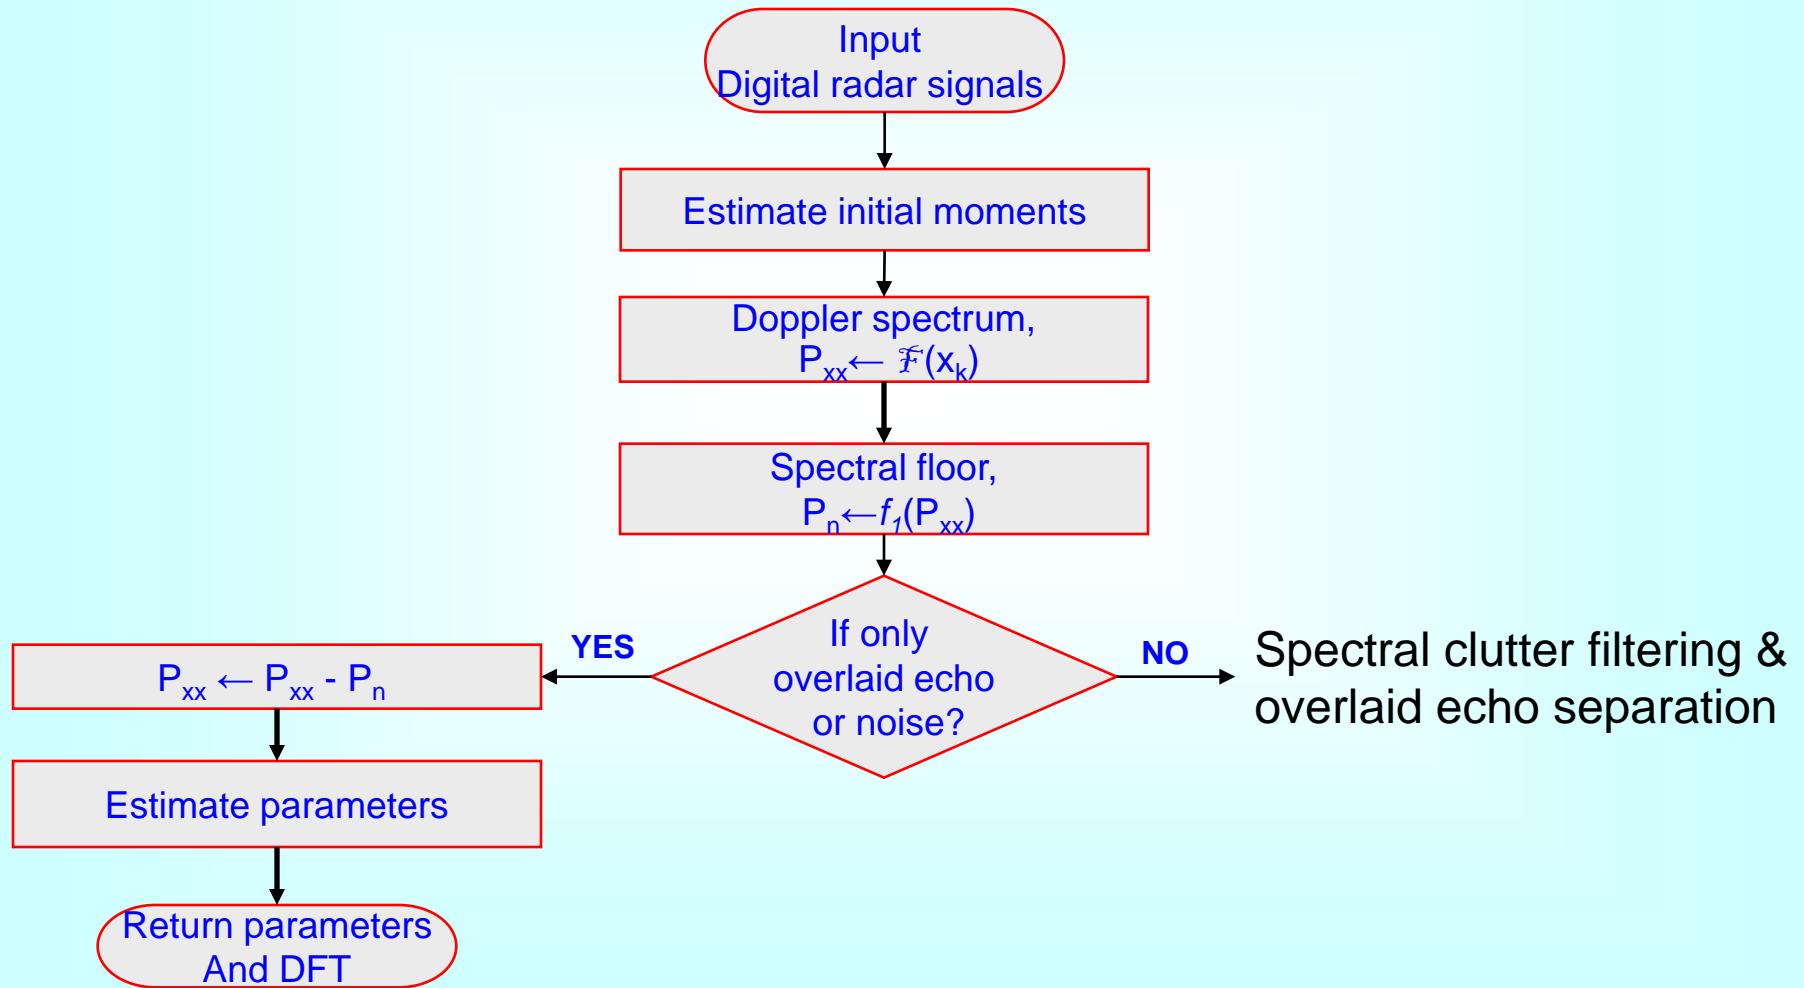 Input
Digital radar signals
Estimate initial moments
Doppler spectrum,
Pxx← ℱ(xk)
Spectral floor,
Pn←f1(Pxx)
If only
overlaid echo
or noise?
YES
NO
Spectral clutter filtering &
overlaid echo separation
Pxx ← Pxx - Pn
Estimate parameters
Return parameters
And DFT